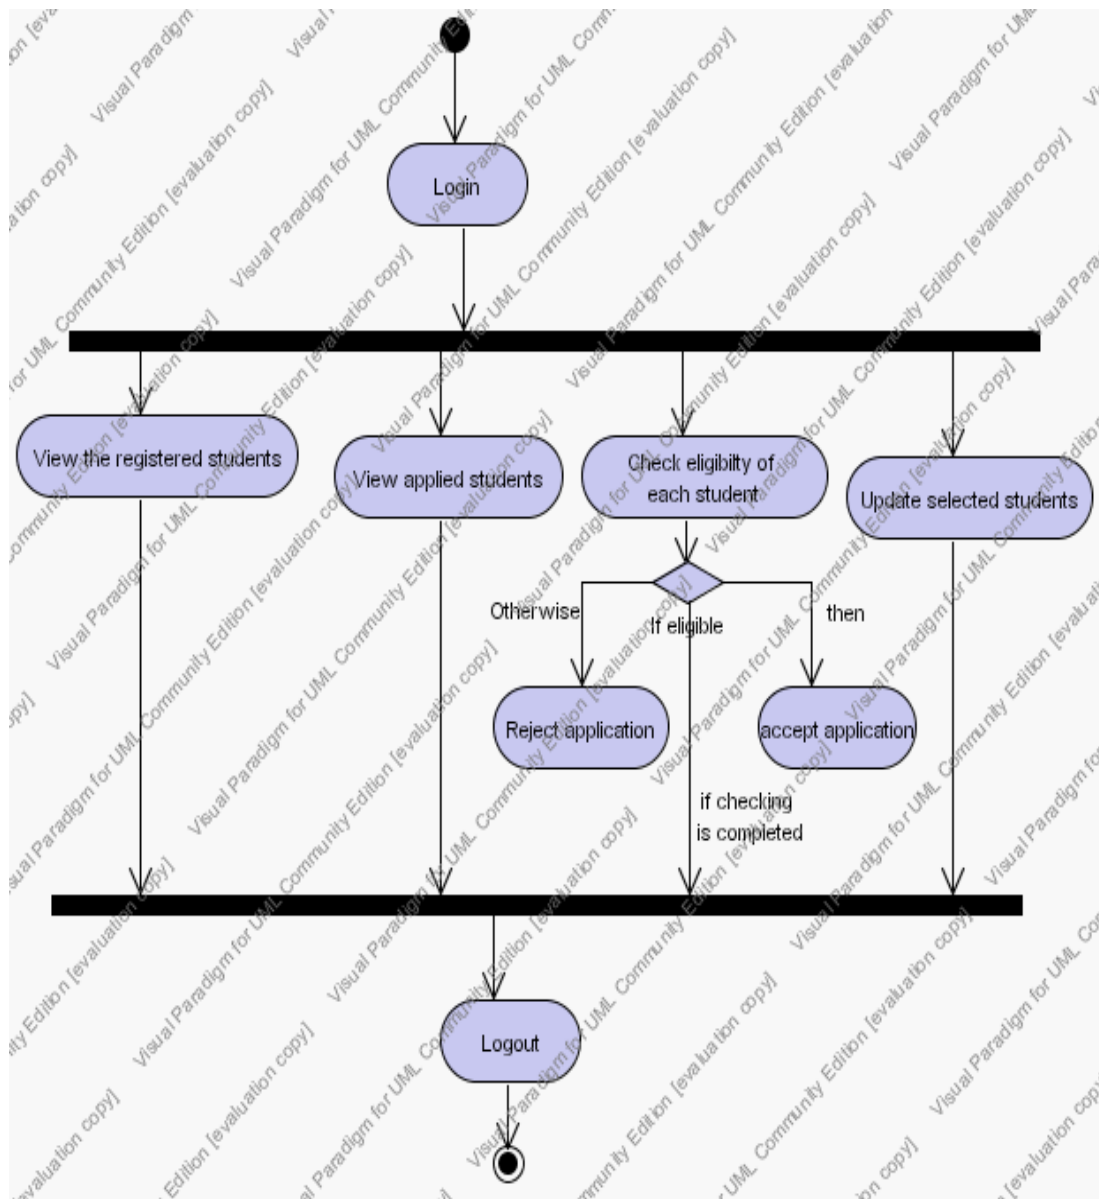 Login
View the registered students
View applied students
Check eligibilty of
each student
Update selected students
Otherwise
If eligible
then
Reject application
accept application
if checking
is completed
Logout
Visual Paradigm for UML Community Edition [evaluation copy]